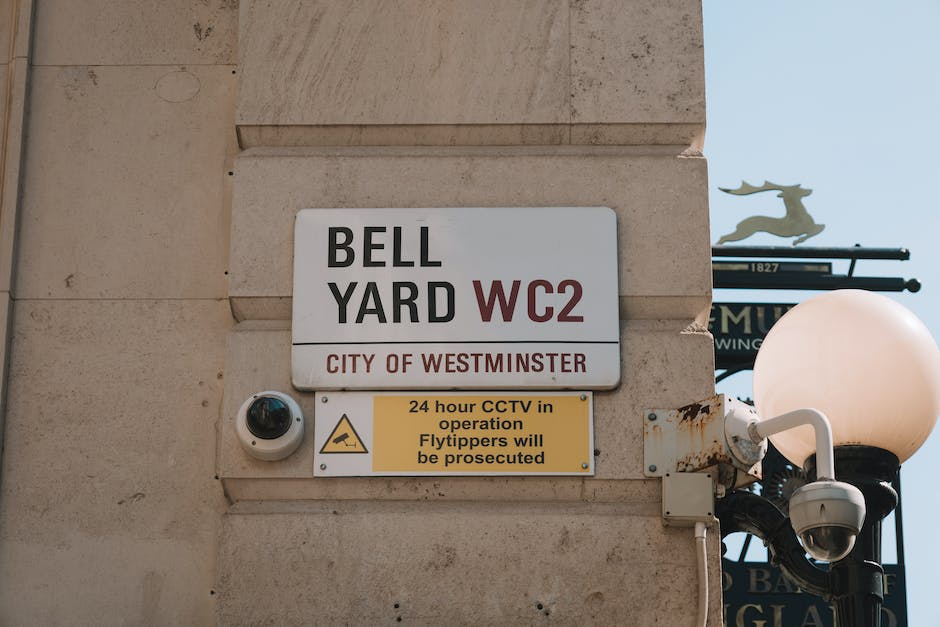 BELL
YARD WC2
CITY OF WESTMINSTER
24 hour CCTV in
operation
Flytippers will
be prosecuted
1827